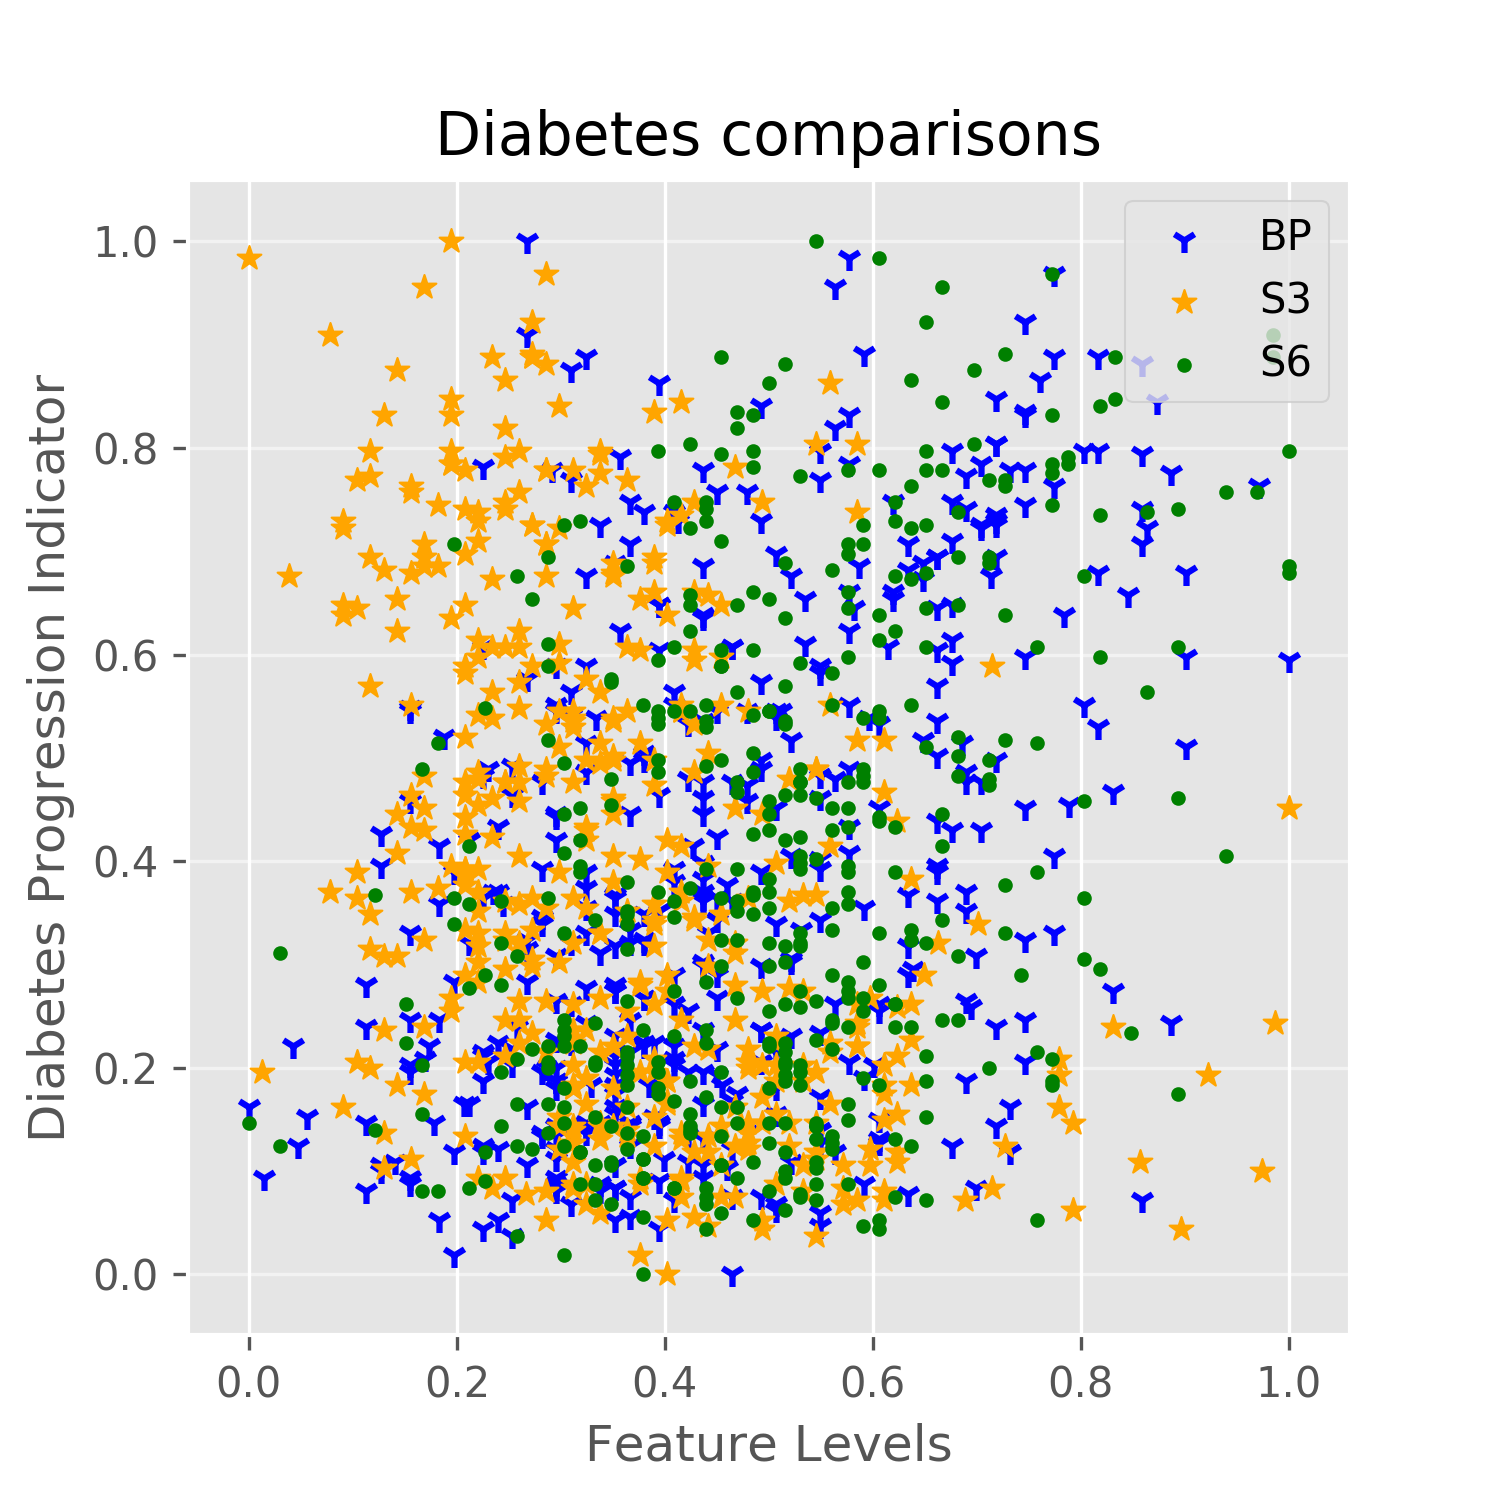 Diabetes comparisons
BP
S3
S6
1.0
0.8
0.6
0.4
0.2
0.0
Diabetes Progression Indicator
0.0 0.2 0.4 0.6 0.8 1.0
Feature Levels